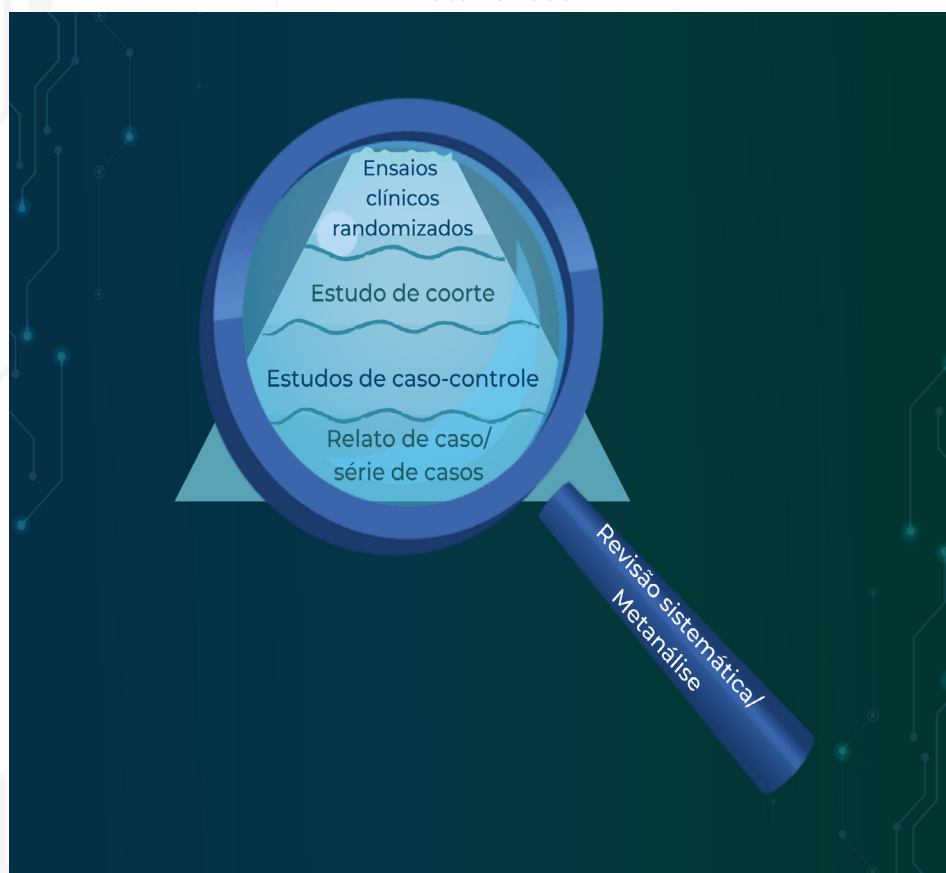 Ensaios
clínicos
randomizados
Estudo de coorte
Estudos de caso-controle
Relato de caso/
série de casos
Revisão sistemática/
Metanálise